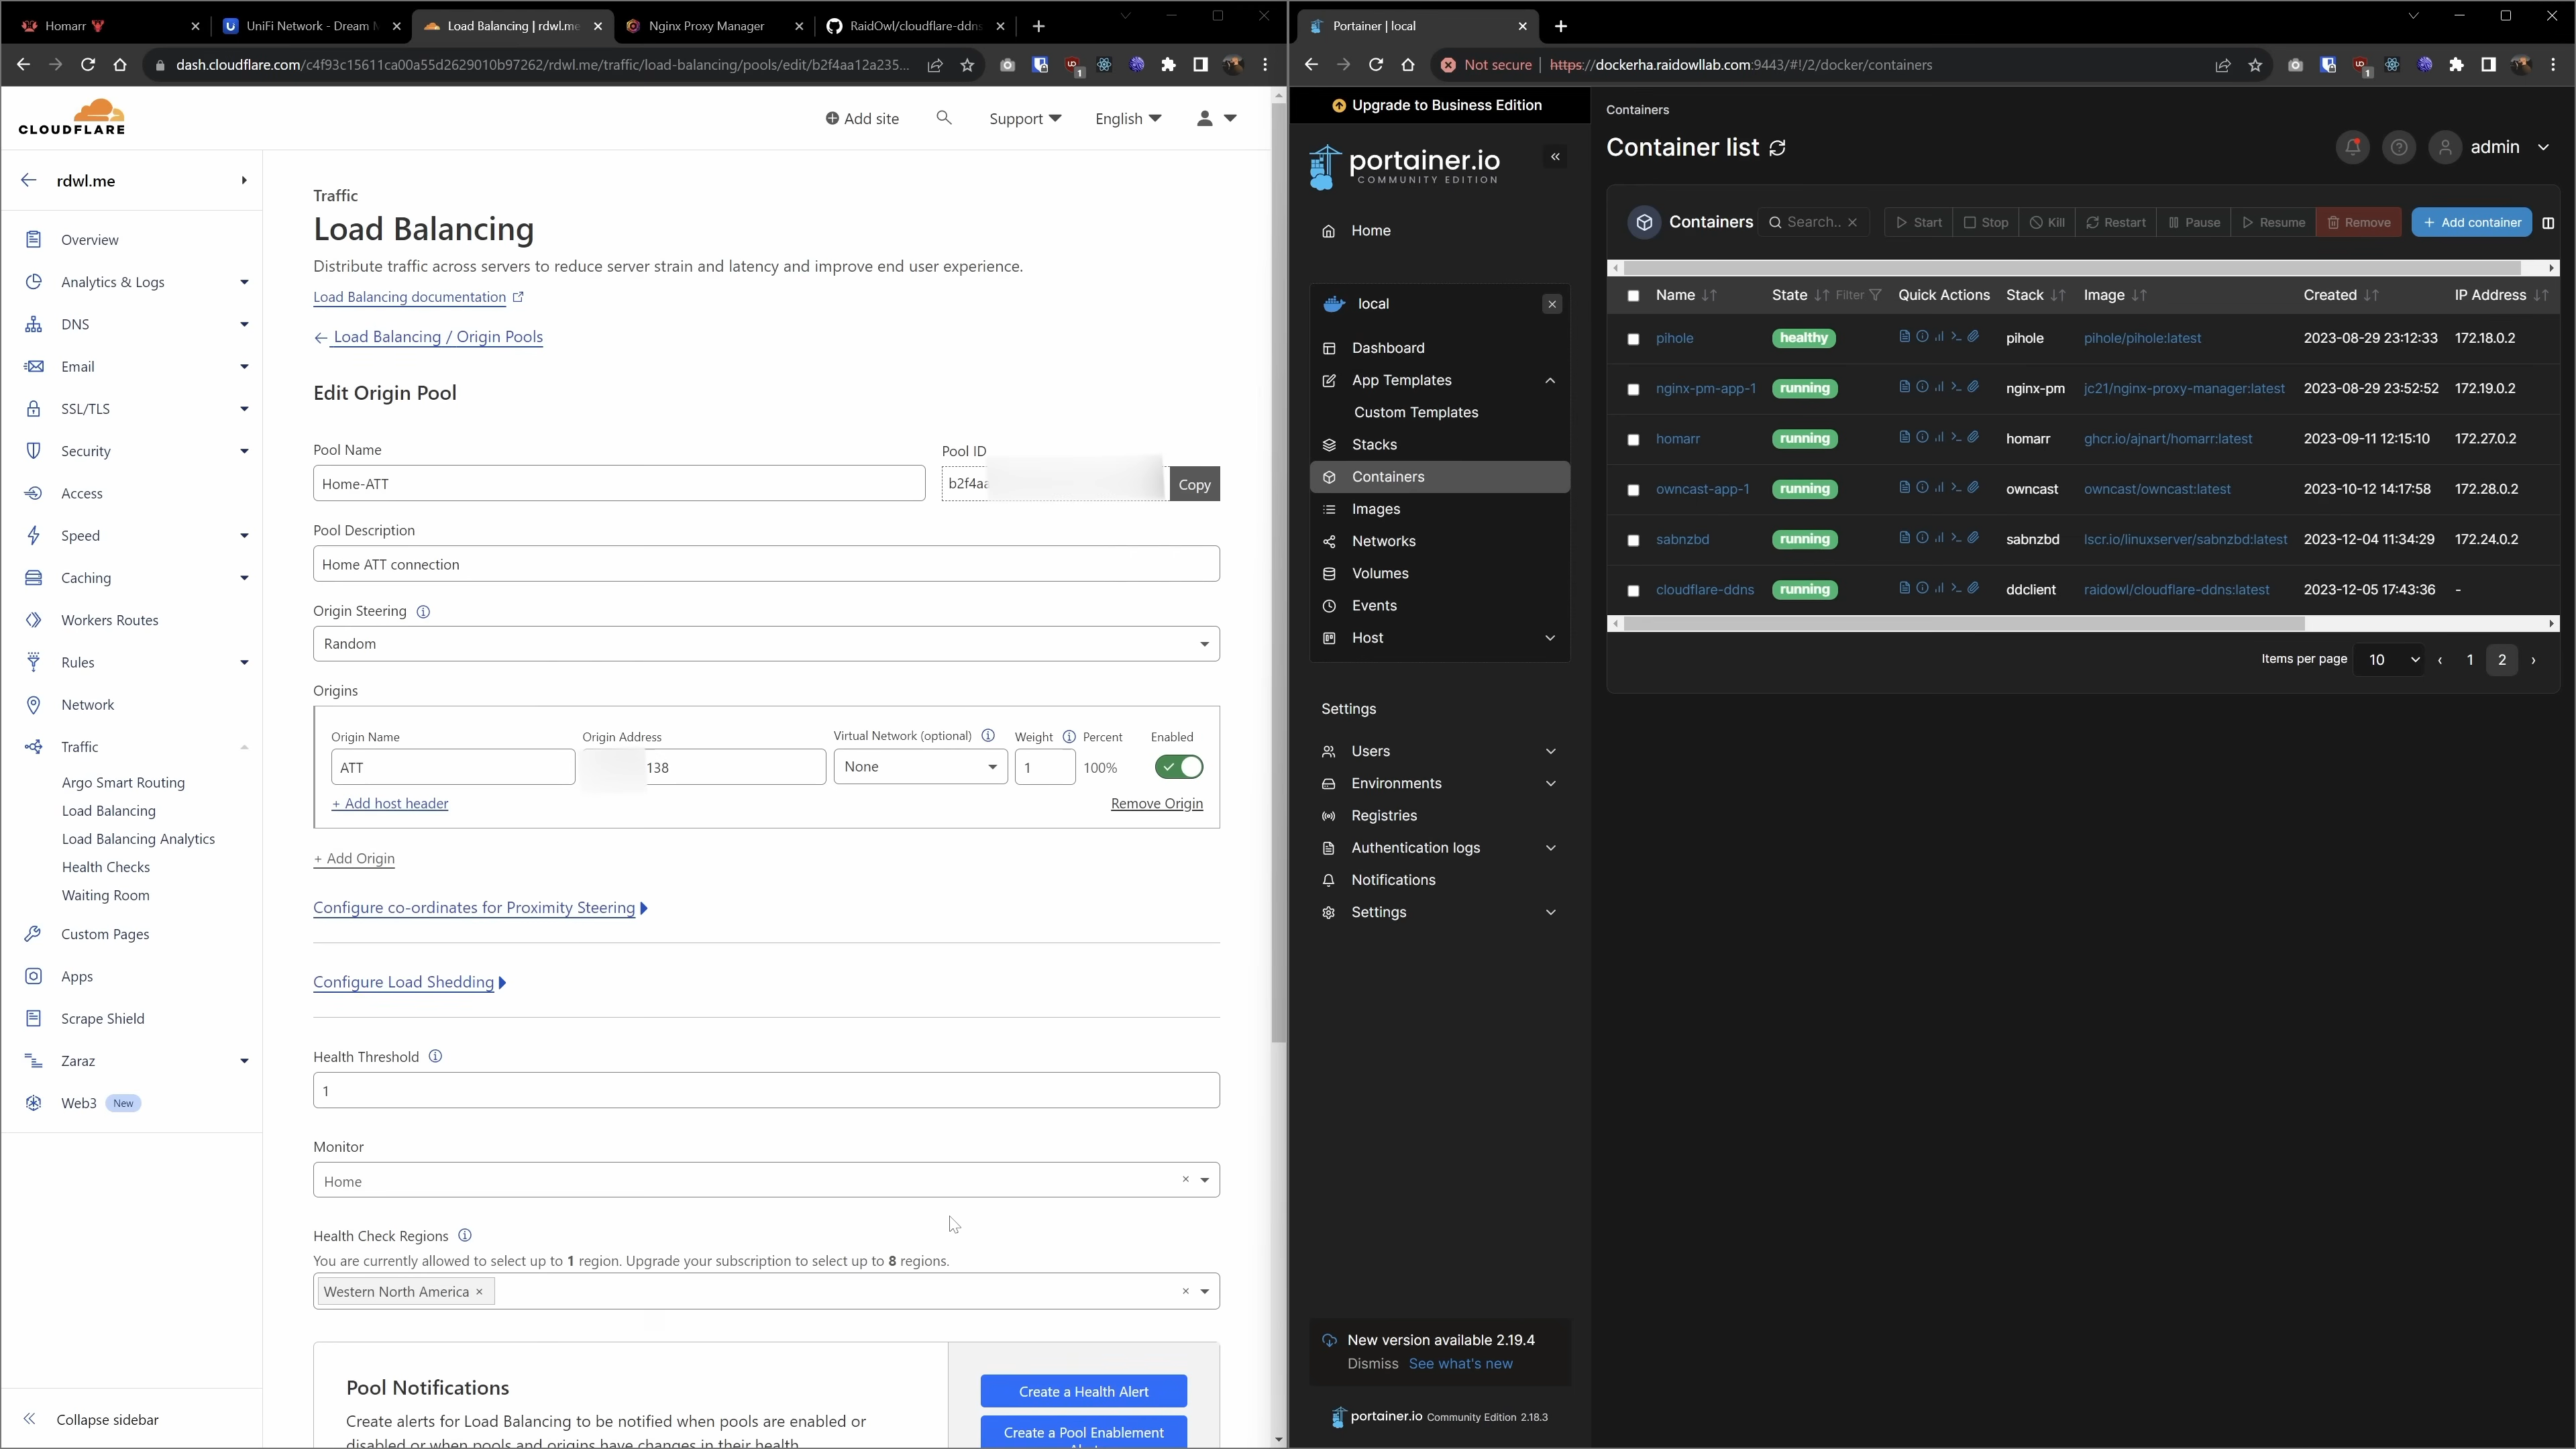 Homarr
UniFi Network - Dream M
Load Balancing | rdwl.me
Nginx Proxy Manager
RaidOwl/cloudflare-ddns
dash.cloudflare.com/c4f93c15611ca00a55d2629010b97262/rdwl.me/traffic/load-balancing/pools/edit/b2f4aa12a235...
CLOUDFLARE
Add site
Support
English
rdwl.me
Overview
Analytics & Logs
DNS
Email
SSL/TLS
Security
Access
Speed
Caching
Workers Routes
Rules
Network
Traffic
Argo Smart Routing
Load Balancing
Load Balancing Analytics
Health Checks
Waiting Room
Custom Pages
Apps
Scrape Shield
Zaraz
Web3 New
Collapse sidebar
Traffic
Load Balancing
Distribute traffic across servers to reduce server strain and latency and improve end user experience.
Load Balancing documentation
← Load Balancing / Origin Pools
Edit Origin Pool
Pool Name
Pool ID
Home-ATT
b2f4aa
Copy
Pool Description
Home ATT connection
Origin Steering
Random
Origins
Origin Name Origin Address Virtual Network (optional) Weight Percent Enabled
ATT 138 None 1 100%
+ Add host header
Remove Origin
+ Add Origin
Configure co-ordinates for Proximity Steering
Configure Load Shedding
Health Threshold
1
Monitor
Home
Health Check Regions
You are currently allowed to select up to 1 region. Upgrade your subscription to select up to 8 regions.
Western North America ×
Pool Notifications
Create alerts for Load Balancing to be notified when pools are enabled or
disabled or when pools and origins have changes in their health
Create a Health Alert
Create a Pool Enablement
Portainer | local
Not secure | https://dockerha.raidowllab.com:9443/#!/2/docker/containers
Upgrade to Business Edition
portainer.io
COMMUNITY EDITION
Home
local
Dashboard
App Templates
Custom Templates
Stacks
Containers
Images
Networks
Volumes
Events
Host
Settings
Users
Environments
Registries
Authentication logs
Notifications
Settings
New version available 2.19.4
Dismiss See what's new
portainer.io Community Edition 2.18.3
Containers
Container list
admin
Containers Search.. Start Stop Kill Restart Pause Resume Remove + Add container
Name State Filter Quick Actions Stack Image Created IP Address
pihole healthy pihole pihole/pihole:latest 2023-08-29 23:12:33 172.18.0.2
nginx-pm-app-1 running nginx-pm jc21/nginx-proxy-manager:latest 2023-08-29 23:52:52 172.19.0.2
homarr running homarr ghcr.io/ajnart/homarr:latest 2023-09-11 12:15:10 172.27.0.2
owncast-app-1 running owncast owncast/owncast:latest 2023-10-12 14:17:58 172.28.0.2
sabnzbd running sabnzbd lscr.io/linuxserver/sabnzbd:latest 2023-12-04 11:34:29 172.24.0.2
cloudflare-ddns running ddclient raidowl/cloudflare-ddns:latest 2023-12-05 17:43:36 -
Items per page 10 ‹ 1 2 ›